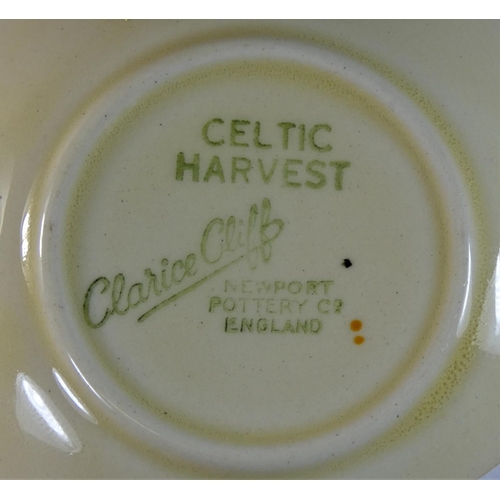 CELTIC
HARVEST
Clarice Cliff
NEWPORT
POTTERY Cº
ENGLAND